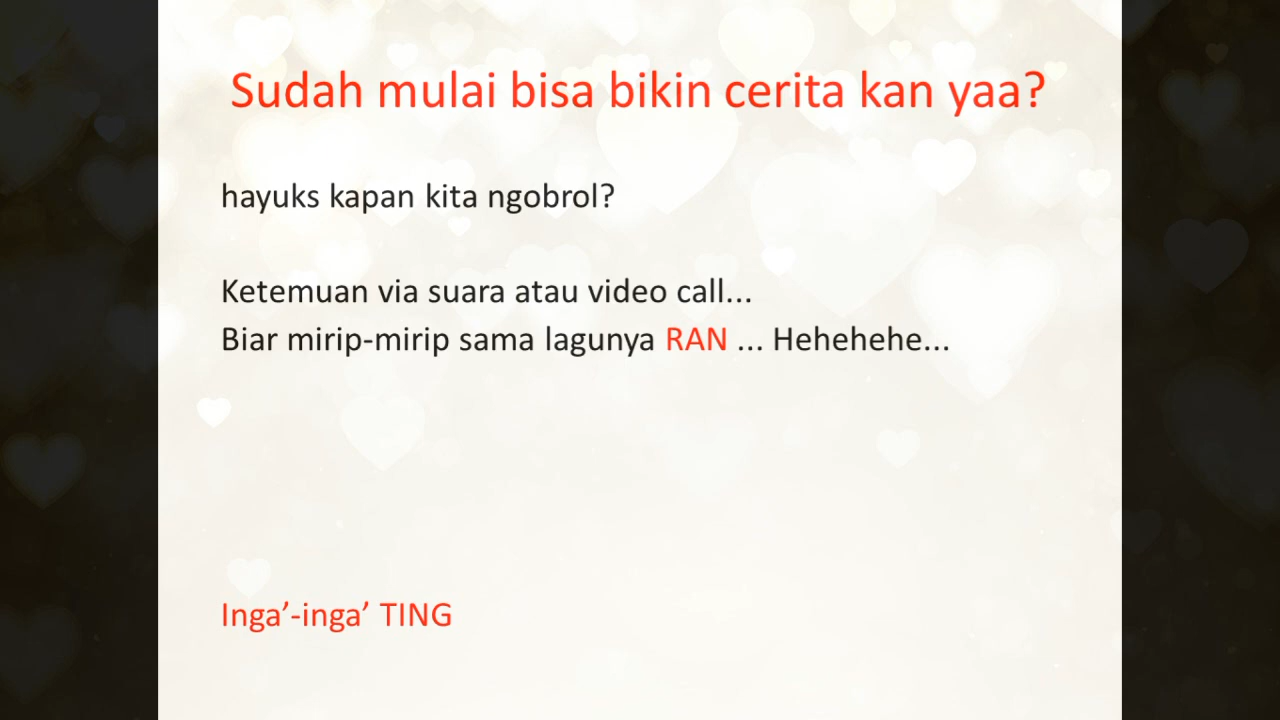 Sudah mulai bisa bikin cerita kan yaa?
hayuks kapan kita ngobrol?
Ketemuan via suara atau video call...
Biar mirip-mirip sama lagunya RAN ... Hehehehe...
Inga’-inga’ TING